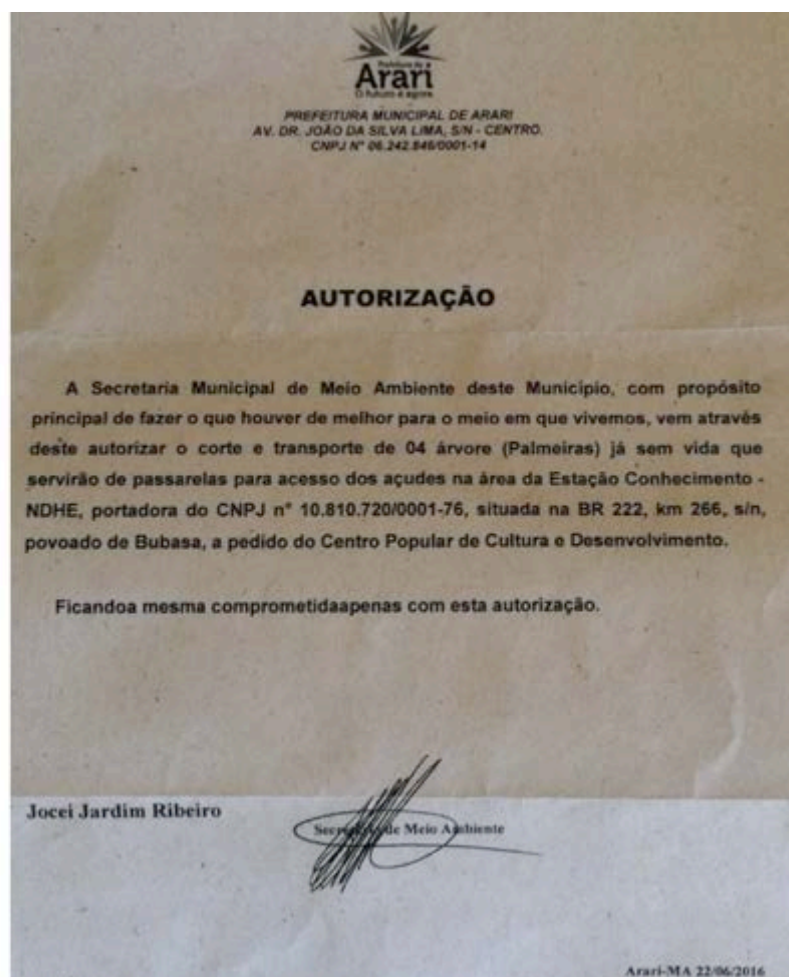 Prefeitura de
Arari
O futuro é agora
PREFEITURA MUNICIPAL DE ARARI
AV. DR. JOÃO DA SILVA LIMA, S/N - CENTRO.
CNPJ N° 06.242.846/0001-14
AUTORIZAÇÃO
A Secretaria Municipal de Meio Ambiente deste Município, com propósito
principal de fazer o que houver de melhor para o meio em que vivemos, vem através
deste autorizar o corte e transporte de 04 árvore (Palmeiras) já sem vida que
servirão de passarelas para acesso dos açudes na área da Estação Conhecimento -
NDHE, portadora do CNPJ n° 10.810.720/0001-76, situada na BR 222, km 266, s/n,
povoado de Bubasa, a pedido do Centro Popular de Cultura e Desenvolvimento.
Ficandoa mesma comprometidaapenas com esta autorização.
Jocei Jardim Ribeiro
Secretário de Meio Ambiente
Arari-MA 22/06/2016